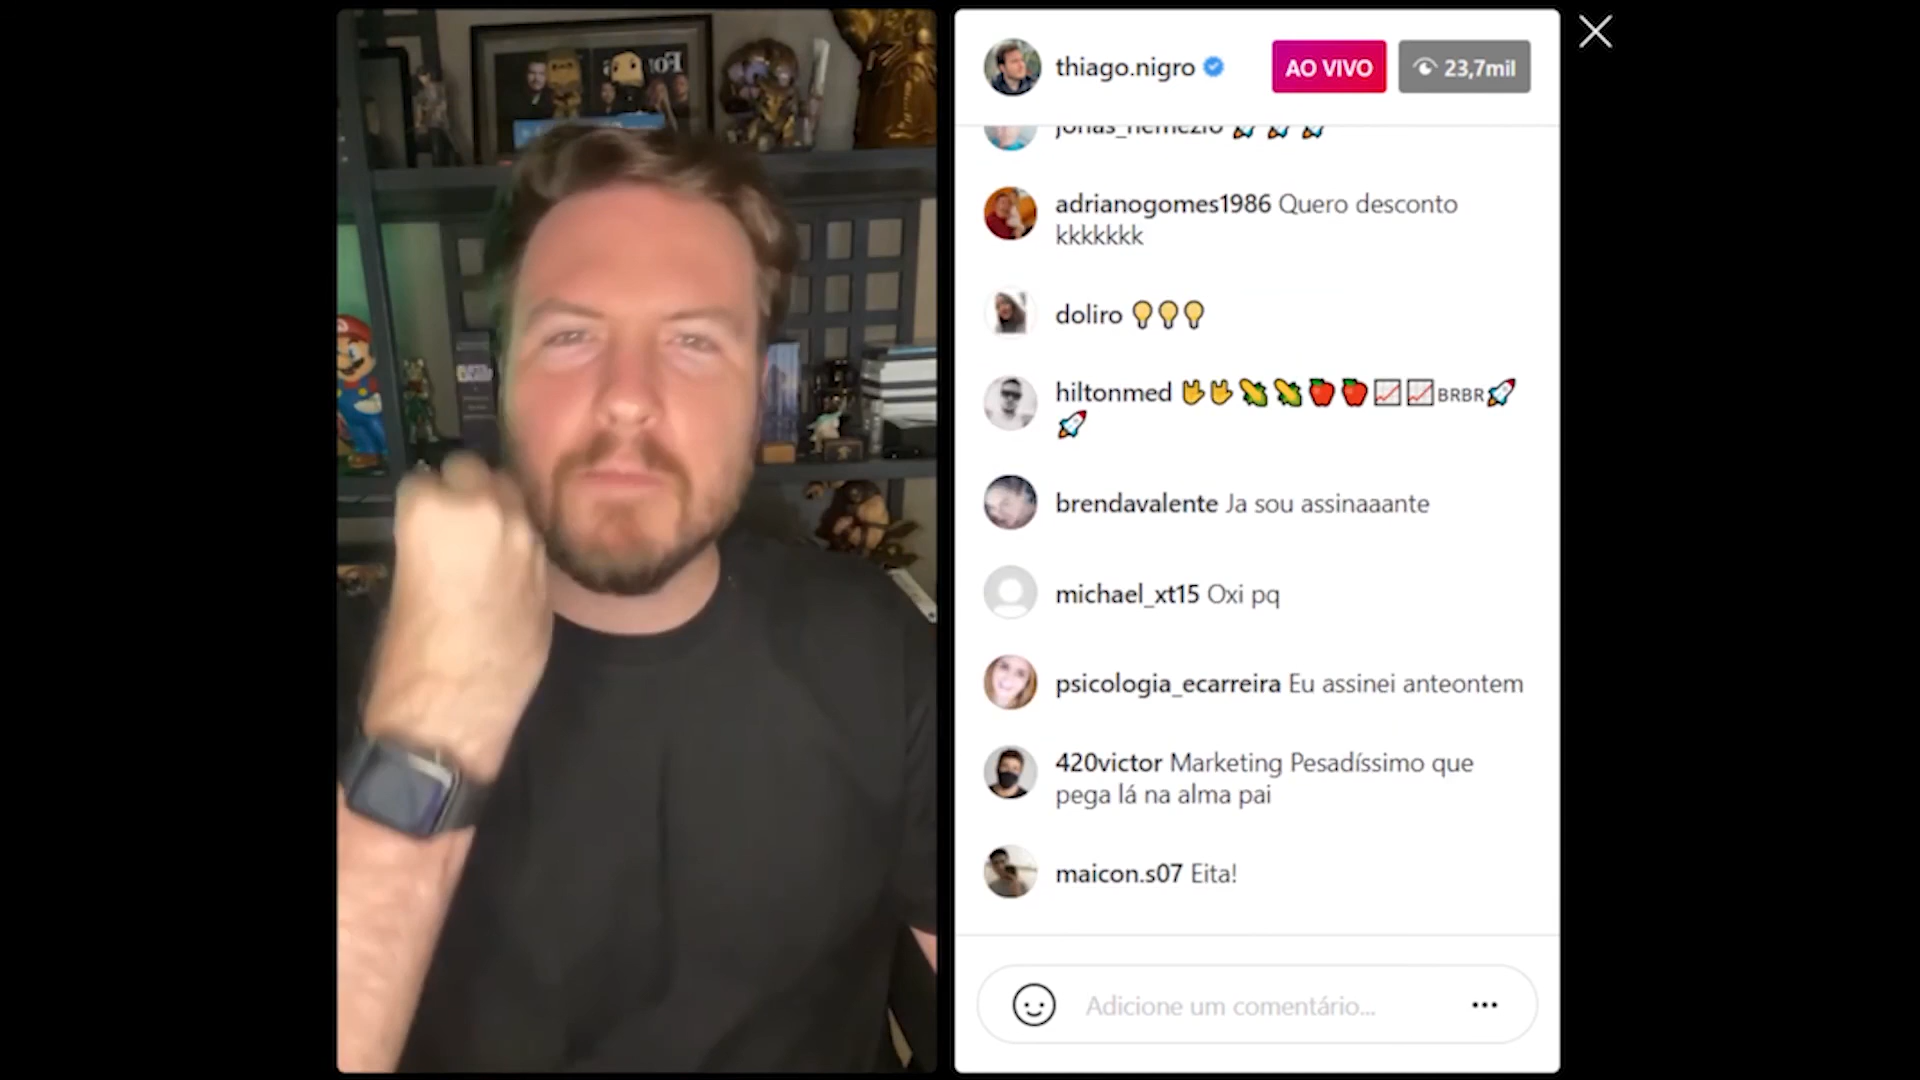 thiago.nigro
AO VIVO
23,7mil
jonas_nemezio 🚀🚀🚀
adrianogomes1986 Quero desconto
kkkkkkk
doliro 💡💡💡
hiltonmed 🤟🤟🌽🌽🍎🍎📈📈BRBR🚀
🚀
brendavalente Ja sou assinaaante
michael_xt15 Oxi pq
psicologia_ecarreira Eu assinei anteontem
420victor Marketing Pesadíssimo que
pega lá na alma pai
maicon.s07 Eita!
Adicione um comentário...